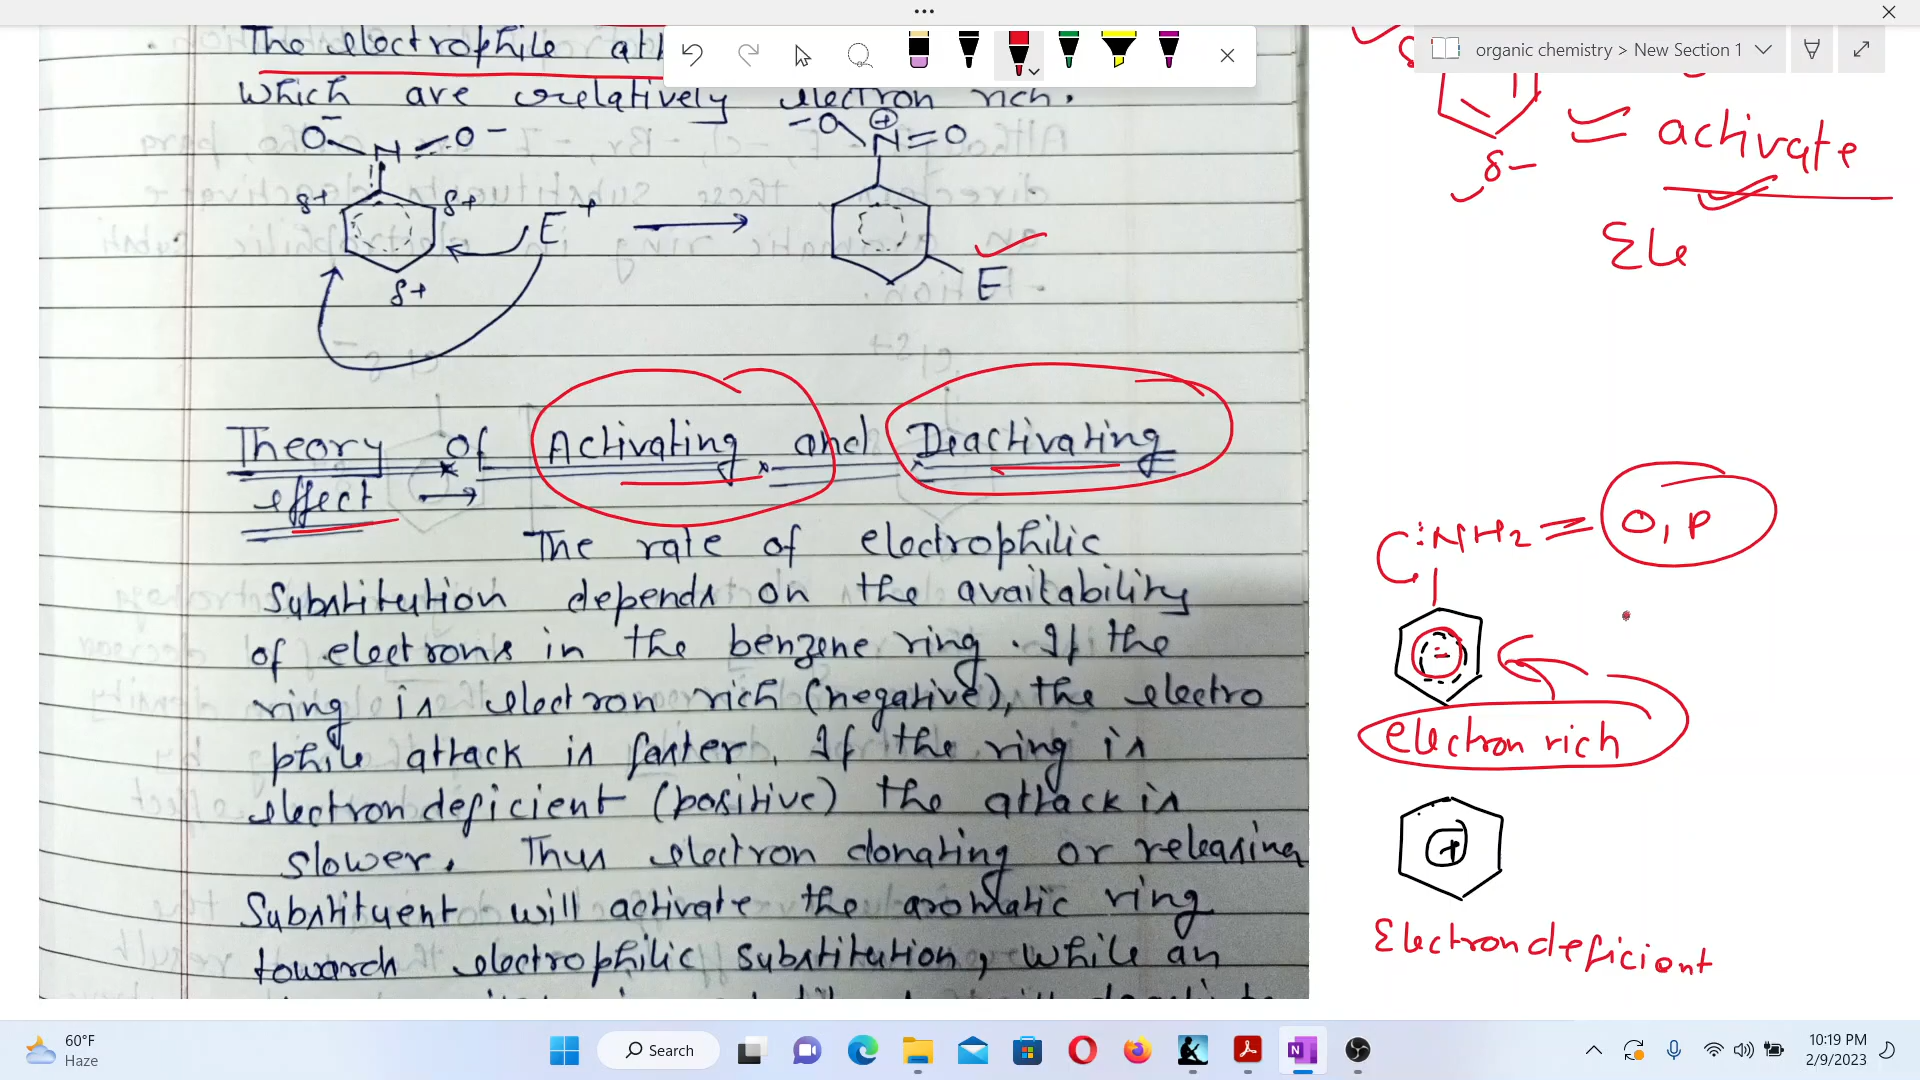 The electrophile att
which are relatively electron rich.
O- N=O-
-O N=O
δ+ δ+ E+
δ+
E
Theory of Activating and Deactivating
effect →
The rate of electrophilic
Substitution depends on the availability
of electrons in the benzene ring. If the
ring is electron rich (negative), the electro
phile attack is faster. If the ring is
electron deficient (positive) the attack is
slower. Thus electron donating or releasing
Substituent will activate the aromatic ring
towards electrophilic substitution, while an
organic chemistry > New Section 1
= activate
δ-
Ele
:NH2 = O, P
-
electron rich
+
Electron deficient
60°F
Haze
Search
10:19 PM
2/9/2023